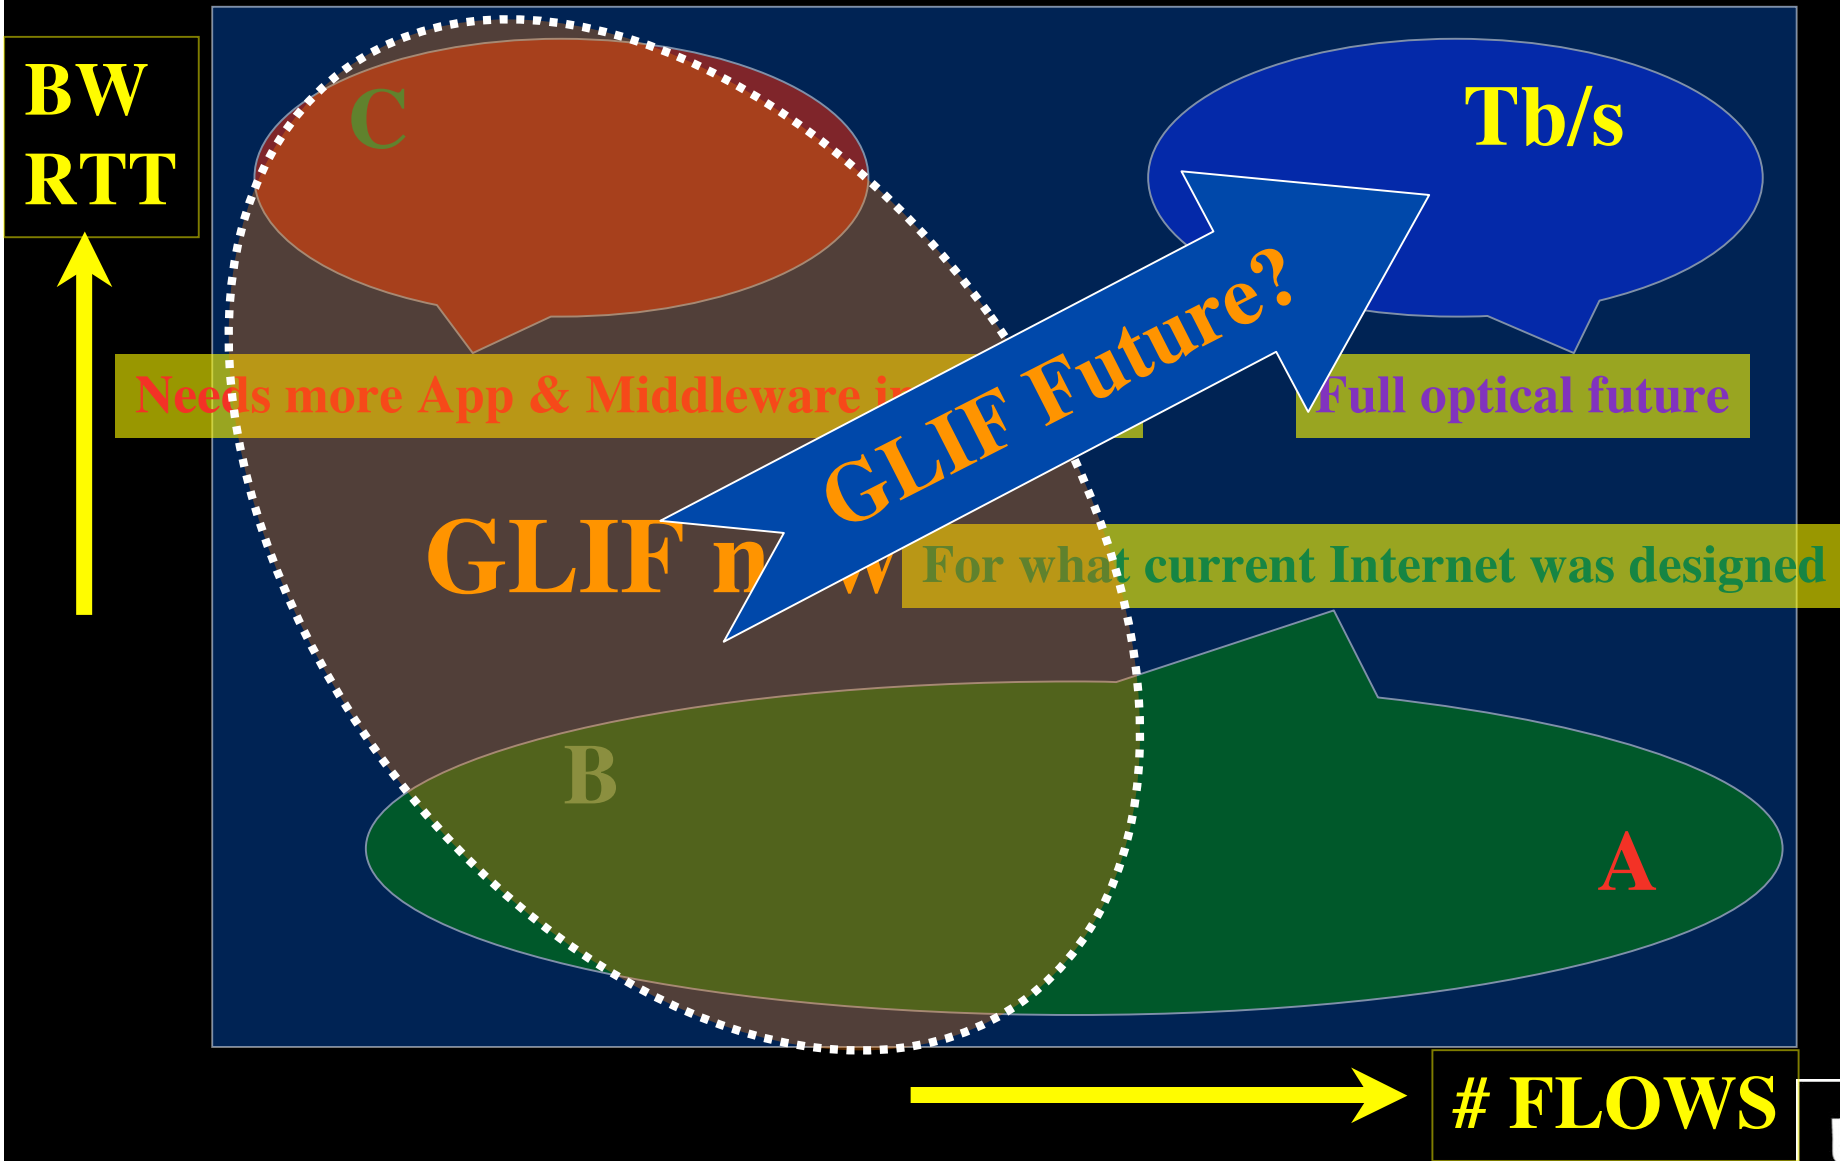 BW
RTT
C
Tb/s
GLIF Future?
Needs more App & Middleware
Full optical future
GLIF
For what current Internet was designed
B
A
# FLOWS